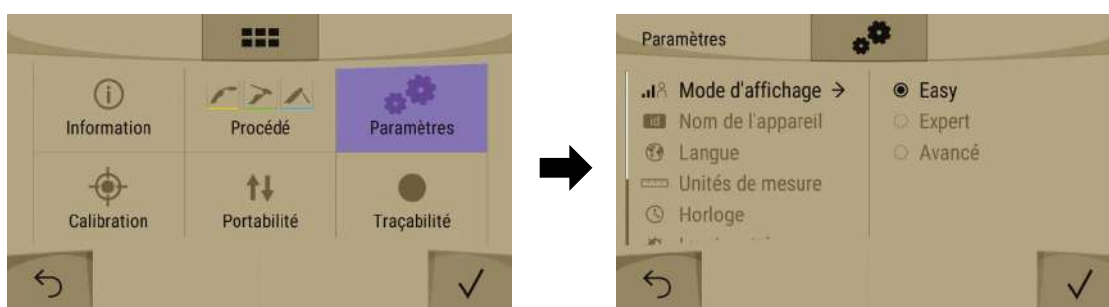 Information
Procédé
Paramètres
Calibration
Portabilité
Traçabilité
Paramètres
Mode d'affichage →
Easy
id Nom de l'appareil
Expert
Langue
Avancé
Unités de mesure
Horloge